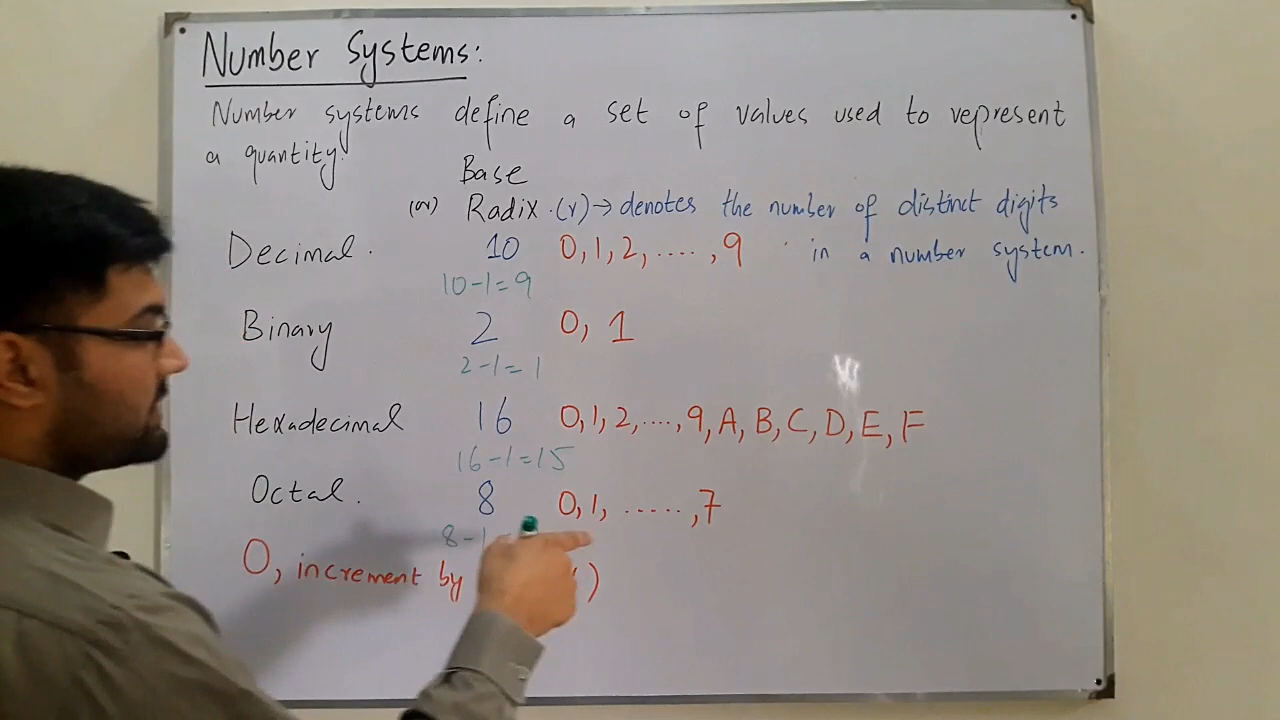 Number Systems:
Number systems define a set of values used to represent
a quantity.
Base
(or) Radix (r) → denotes the number of distinct digits
in a number system.
Decimal. 10 0, 1, 2, ...., 9
10-1=9
Binary 2 0, 1
2-1=1
Hexadecimal 16 0, 1, 2, ...., 9, A, B, C, D, E, F
16-1=15
Octal. 8 0, 1, ....., 7
8-1
0, increment by )